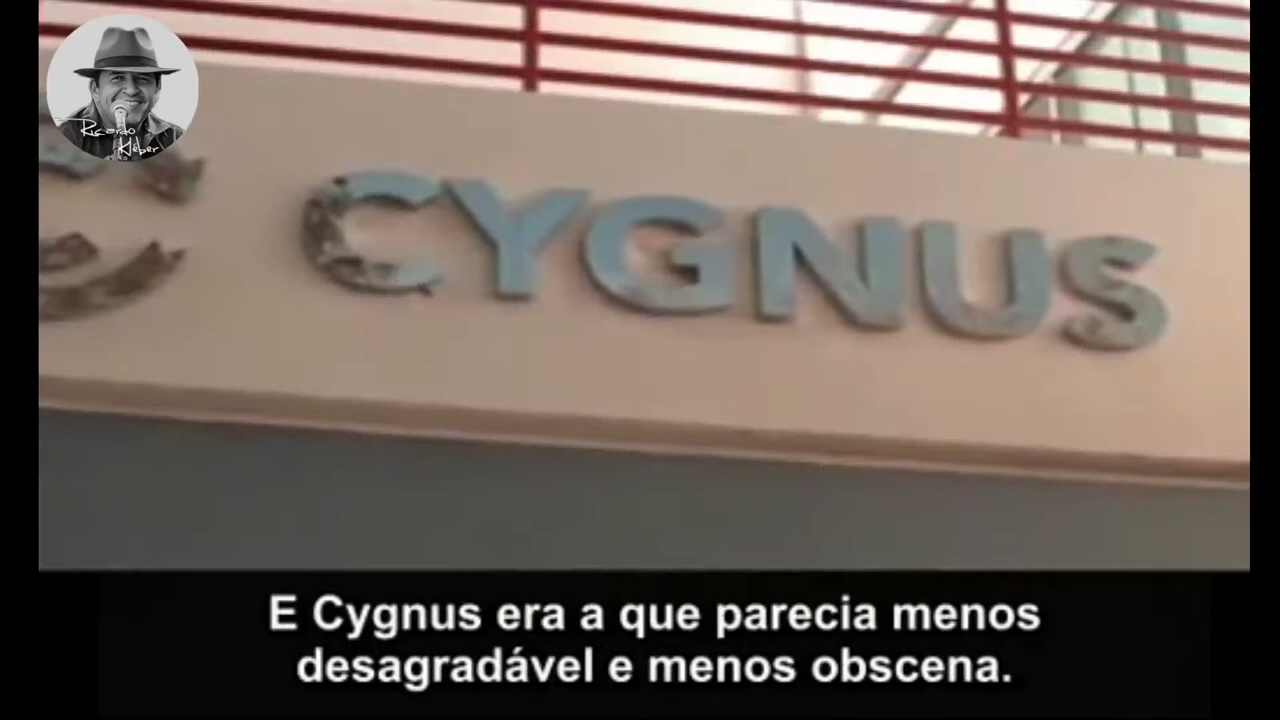 Ricardo
Kléber
CYGNUS
E Cygnus era a que parecia menos
desagradável e menos obscena.